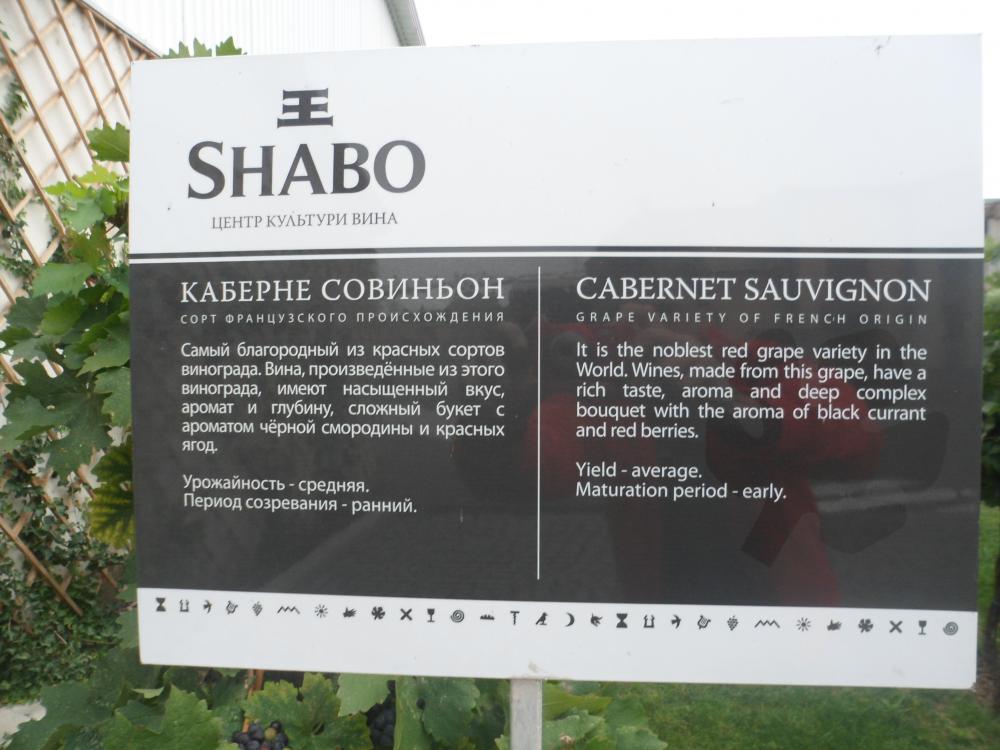 SHABO
ЦЕНТР КУЛЬТУРИ ВИНА
КАБЕРНЕ СОВИНЬОН
СОРТ ФРАНЦУЗСКОГО ПРОИСХОЖДЕНИЯ
Самый благородный из красных сортов
винограда. Вина, произведённые из этого
винограда, имеют насыщенный вкус,
аромат и глубину, сложный букет с
ароматом чёрной смородины и красных
ягод.
Урожайность - средняя.
Период созревания - ранний.
CABERNET SAUVIGNON
GRAPE VARIETY OF FRENCH ORIGIN
It is the noblest red grape variety in the
World. Wines, made from this grape, have a
rich taste, aroma and deep complex
bouquet with the aroma of black currant
and red berries.
Yield - average.
Maturation period - early.